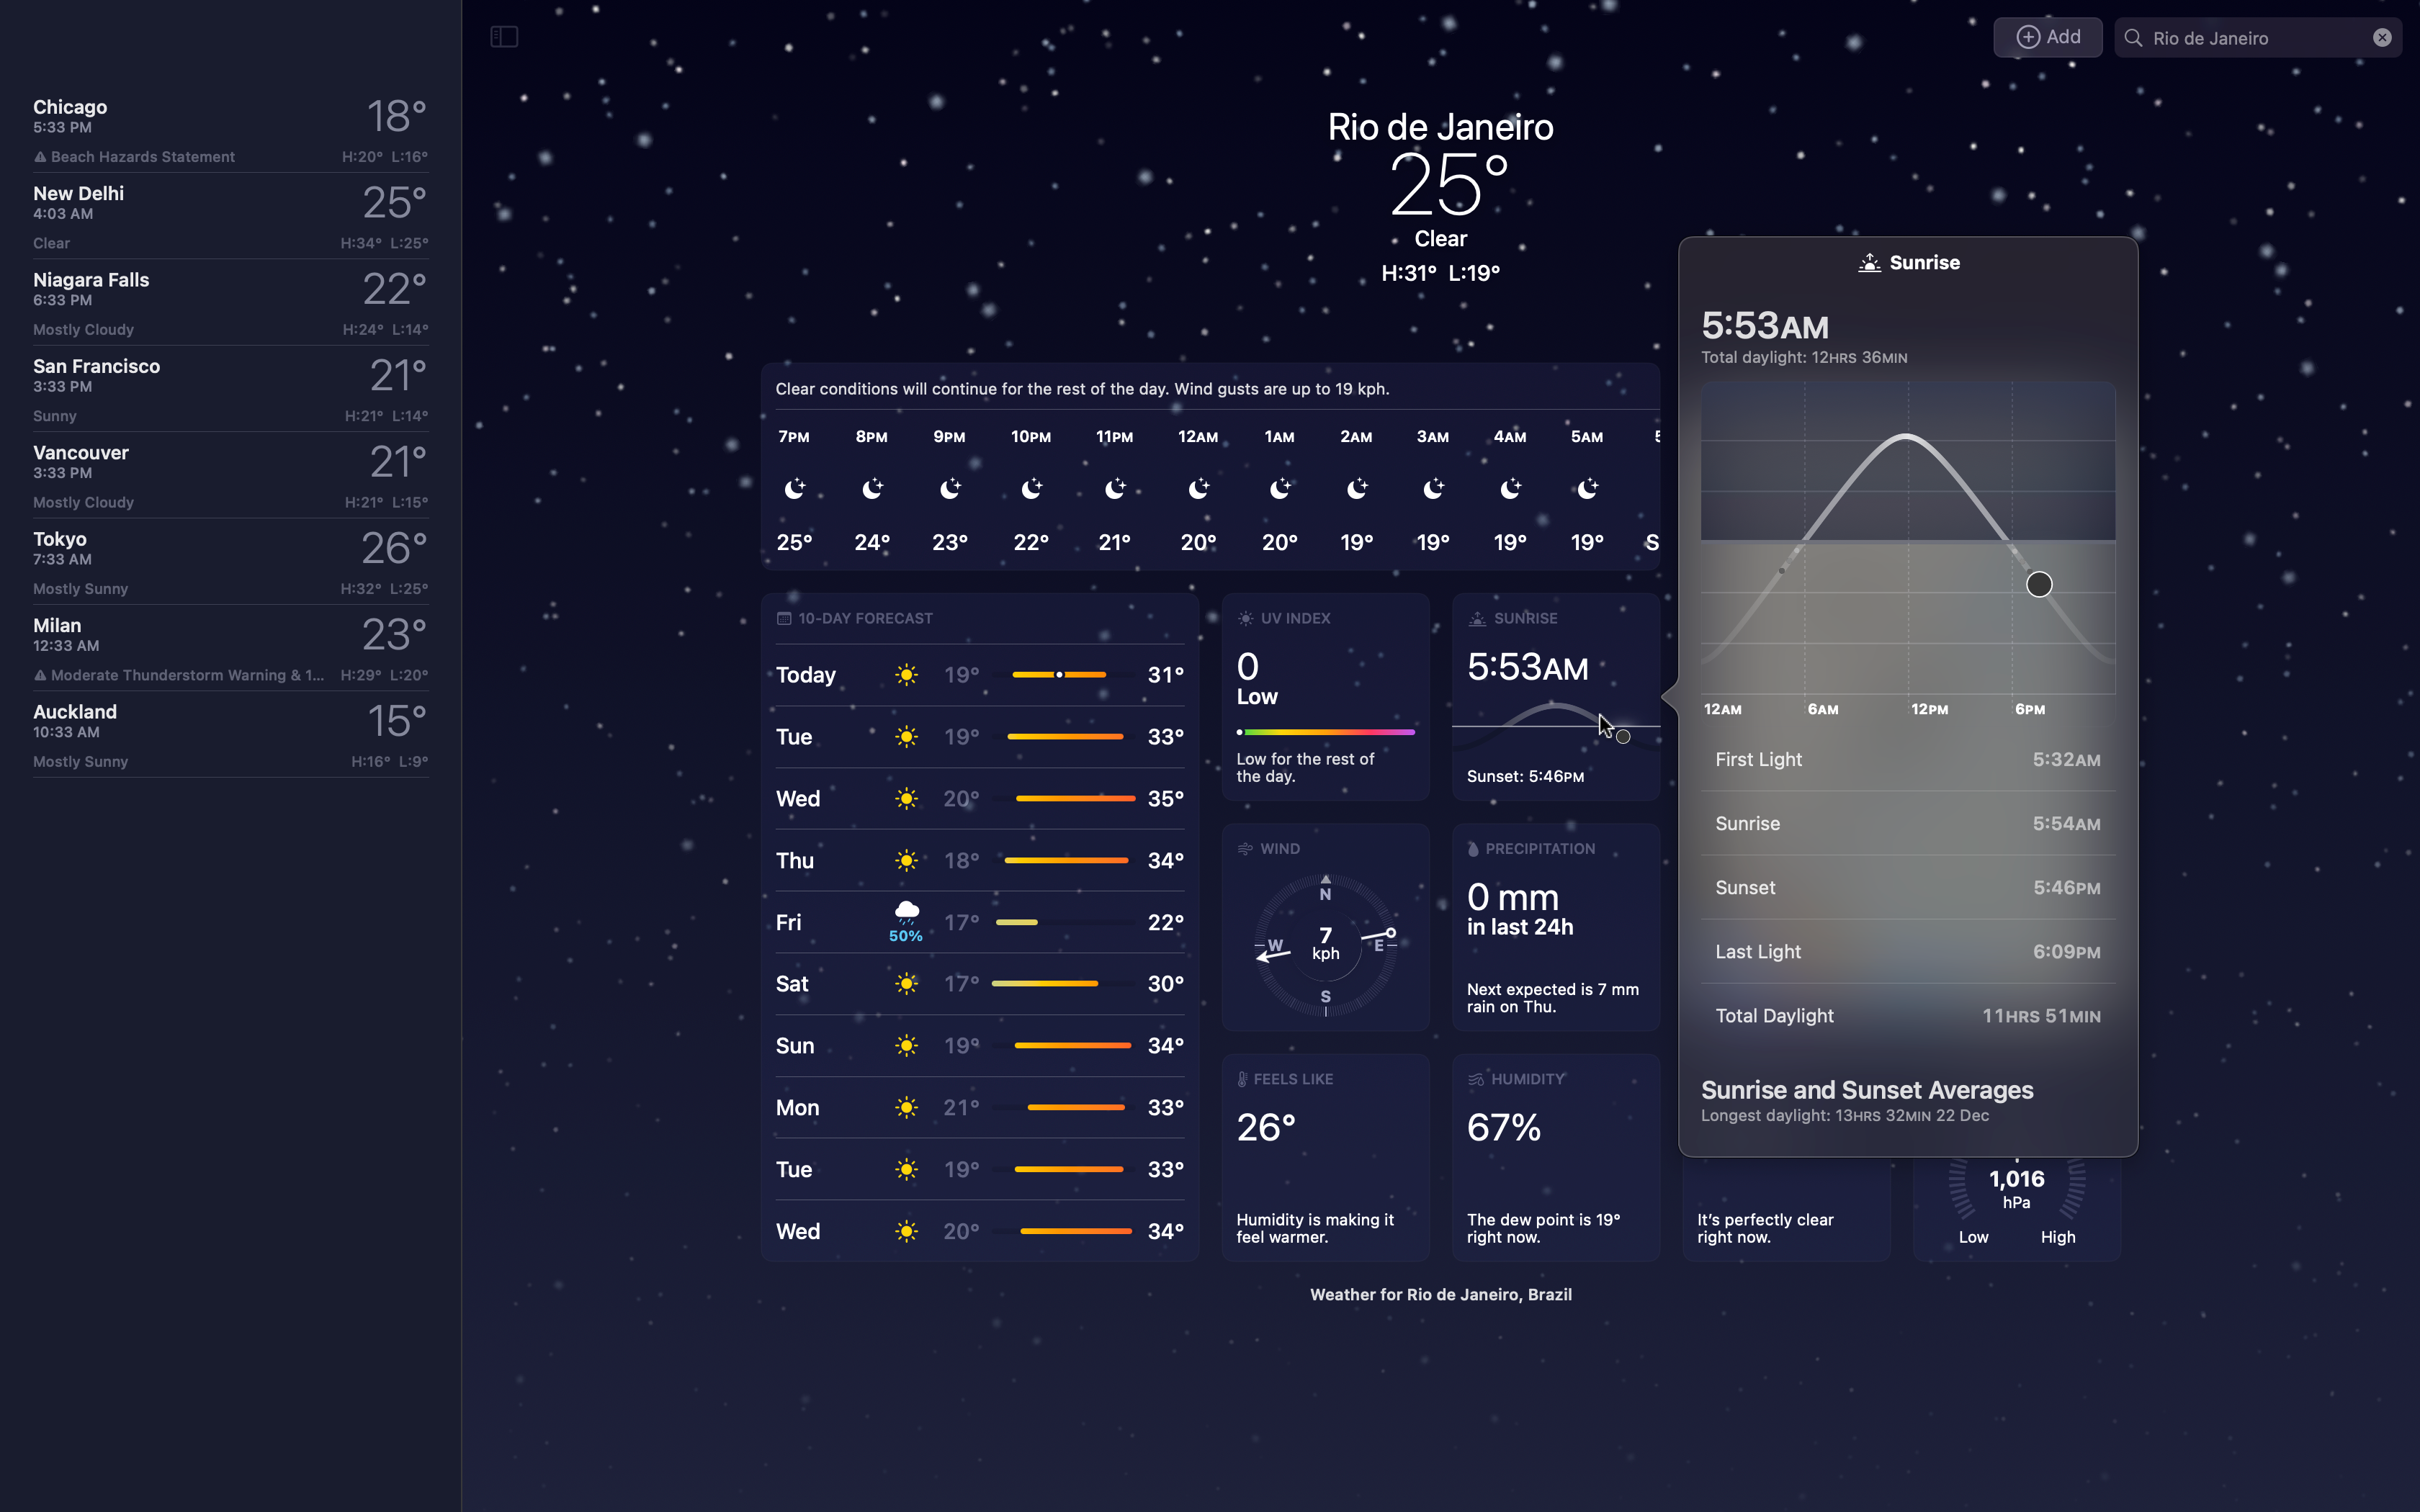 Chicago
5:33 PM
18°
Beach Hazards Statement
H:20° L:16°
New Delhi
4:03 AM
25°
Clear
H:34° L:25°
Niagara Falls
6:33 PM
22°
Mostly Cloudy
H:24° L:14°
San Francisco
3:33 PM
21°
Sunny
H:21° L:14°
Vancouver
3:33 PM
21°
Mostly Cloudy
H:21° L:15°
Tokyo
7:33 AM
26°
Mostly Sunny
H:32° L:25°
Milan
12:33 AM
23°
Moderate Thunderstorm Warning & 1...
H:29° L:20°
Auckland
10:33 AM
15°
Mostly Sunny
H:16° L:9°
Add
Rio de Janeiro
Rio de Janeiro
25°
Clear
H:31° L:19°
Clear conditions will continue for the rest of the day. Wind gusts are up to 19 kph.
7PM 8PM 9PM 10PM 11PM 12AM 1AM 2AM 3AM 4AM 5AM
25° 24° 23° 22° 21° 20° 20° 19° 19° 19° 19° S
10-DAY FORECAST
Today 19° 31°
Tue 19° 33°
Wed 20° 35°
Thu 18° 34°
Fri 50% 17° 22°
Sat 17° 30°
Sun 19° 34°
Mon 21° 33°
Tue 19° 33°
Wed 20° 34°
UV INDEX
0
Low
Low for the rest of
the day.
SUNRISE
5:53AM
Sunset: 5:46PM
WIND
N
W
7
kph
E
S
PRECIPITATION
0 mm
in last 24h
Next expected is 7 mm
rain on Thu.
FEELS LIKE
26°
Humidity is making it
feel warmer.
HUMIDITY
67%
The dew point is 19°
right now.
It's perfectly clear
right now.
1,016
hPa
Low High
Sunrise
5:53AM
Total daylight: 12HRS 36MIN
12AM 6AM 12PM 6PM
First Light 5:32AM
Sunrise 5:54AM
Sunset 5:46PM
Last Light 6:09PM
Total Daylight 11HRS 51MIN
Sunrise and Sunset Averages
Longest daylight: 13HRS 32MIN 22 Dec
Weather for Rio de Janeiro, Brazil